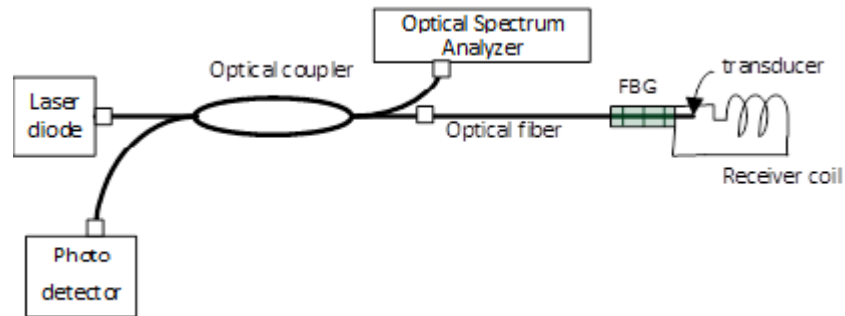 Optical Spectrum
Analyzer
Optical coupler
transducer
FBG
Laser
diode
Optical fiber
Receiver coil
Photo
detector